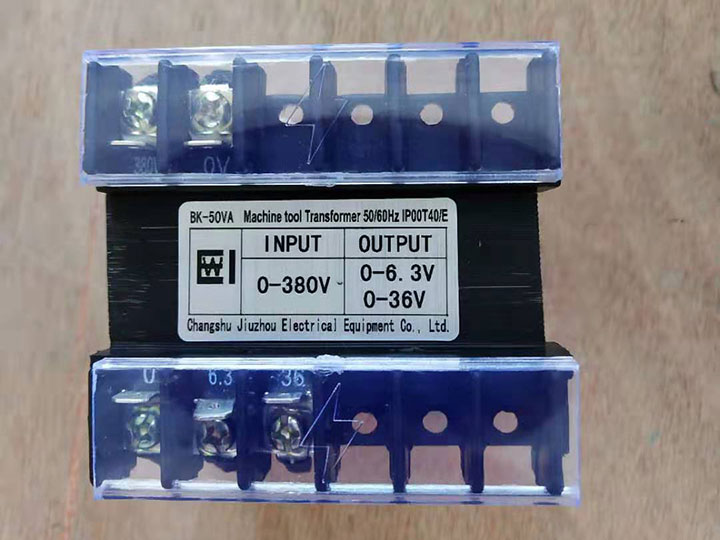 380V 0V
BK-50VA Machine tool Transformer 50/60Hz IP00T40/E
INPUT OUTPUT
0-380V 0-6.3V
0-36V
Changshu Jiuzhou Electrical Equipment Co., Ltd.
0 6.3 36